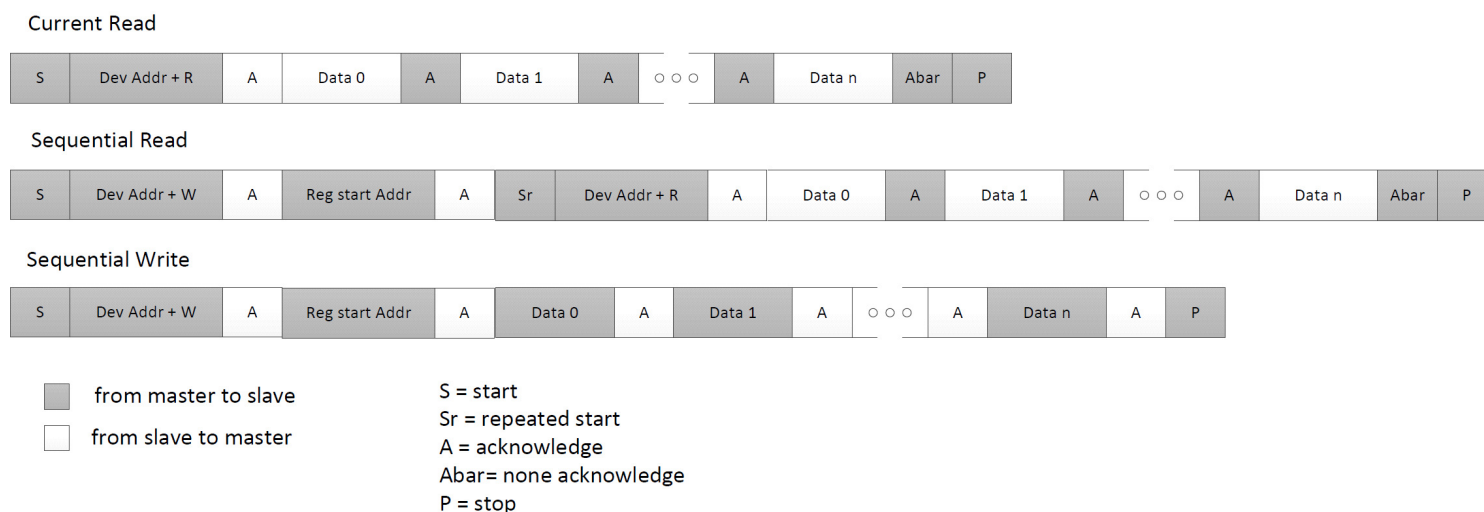 Current Read
S Dev Addr + R A Data 0 A Data 1 A A Data n Abar P
Sequential Read
S Dev Addr + W A Reg start Addr A Sr Dev Addr + R A Data 0 A Data 1 A A Data n Abar P
Sequential Write
S Dev Addr + W A Reg start Addr A Data 0 A Data 1 A A Data n A P
from master to slave
from slave to master
S = start
Sr = repeated start
A = acknowledge
Abar= none acknowledge
P = stop